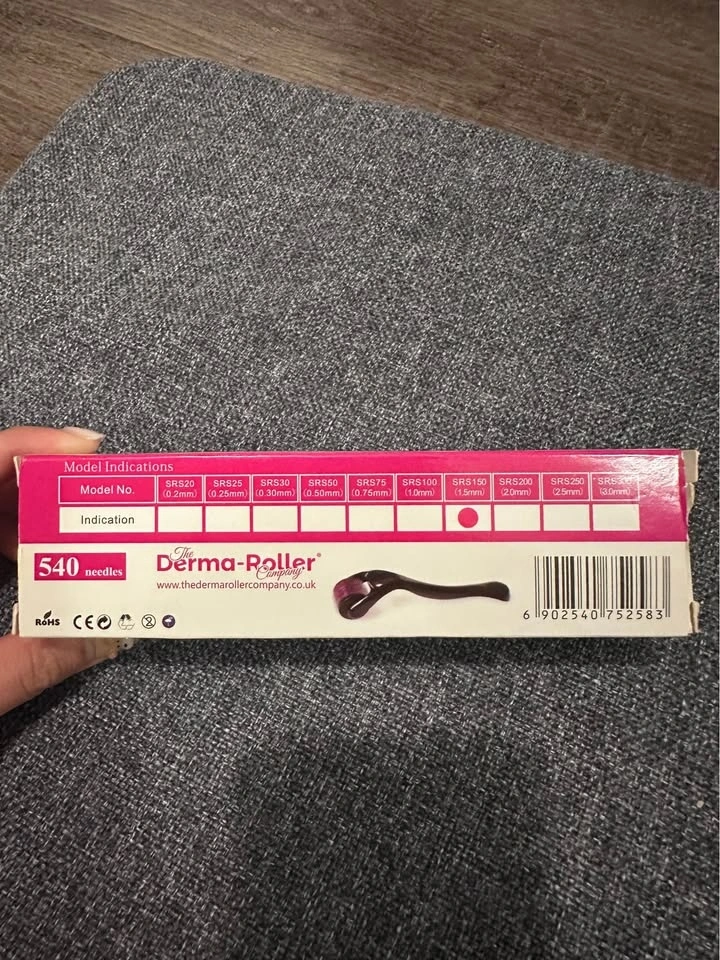 Model Indications
Model No. SRS20 (0.2mm) SRS25 (0.25mm) SRS30 (0.30mm) SRS50 (0.50mm) SRS75 (0.75mm) SRS100 (1.0mm) SRS150 (1.5mm) SRS200 (2.0mm) SRS250 (2.5mm) SRS300 (3.0mm)
Indication
540 needles
The
Derma-Roller®
Company
www.thedermarollercompany.co.uk
RoHS CE 2
6 902540 752583